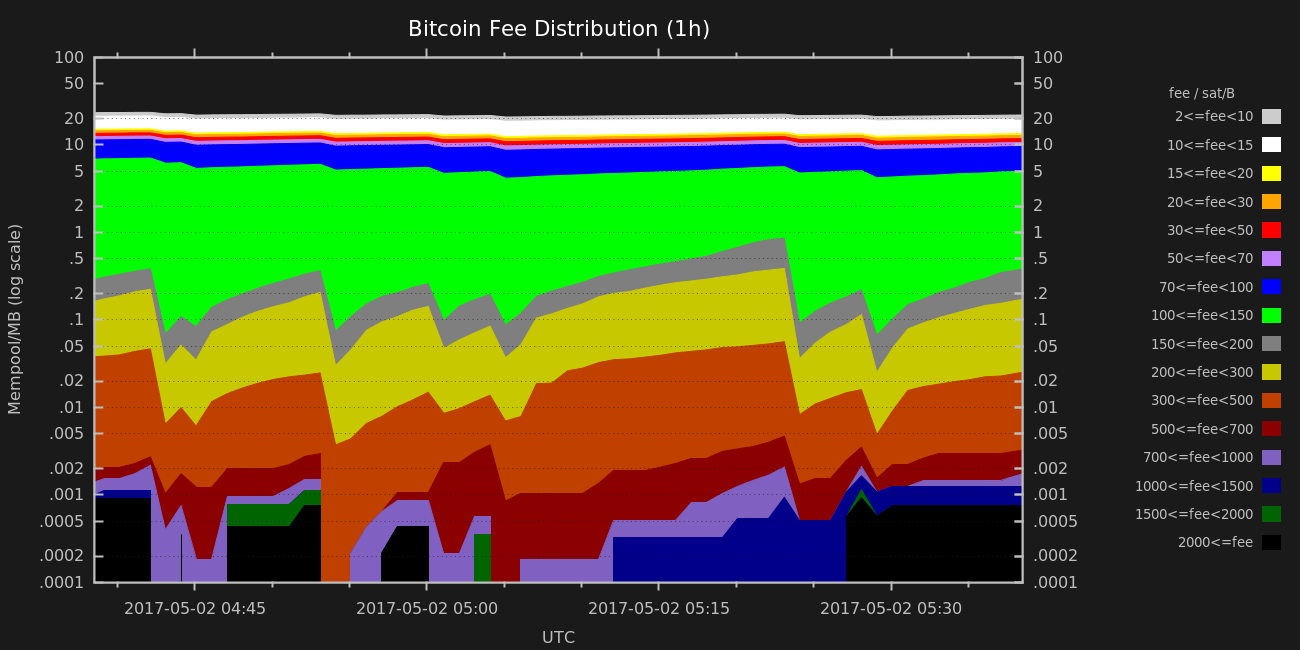 Bitcoin Fee Distribution (1h)
Mempool/MB (log scale)
100
50
20
10
5
2
1
.5
.2
.1
.05
.02
.01
.005
.002
.001
.0005
.0002
.0001
100
50
20
10
5
2
1
.5
.2
.1
.05
.02
.01
.005
.002
.001
.0005
.0002
.0001
2017-05-02 04:45
2017-05-02 05:00
2017-05-02 05:15
2017-05-02 05:30
UTC
fee / sat/B
2<=fee<10
10<=fee<15
15<=fee<20
20<=fee<30
30<=fee<50
50<=fee<70
70<=fee<100
100<=fee<150
150<=fee<200
200<=fee<300
300<=fee<500
500<=fee<700
700<=fee<1000
1000<=fee<1500
1500<=fee<2000
2000<=fee